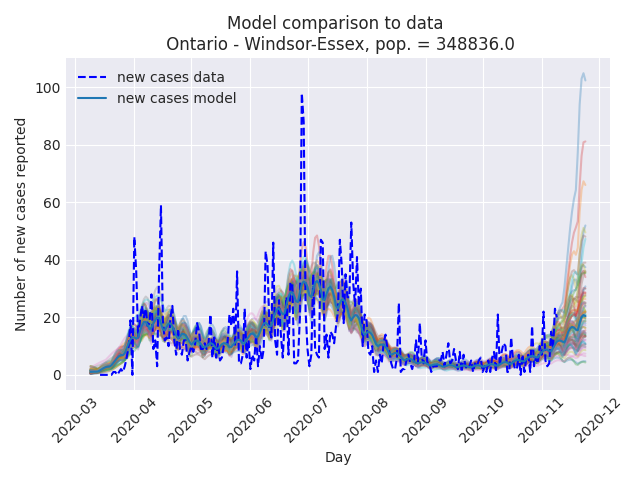 Model comparison to data
Ontario - Windsor-Essex, pop. = 348836.0
new cases data
new cases model
Number of new cases reported
100
80
60
40
20
0
2020-03
2020-04
2020-05
2020-06
2020-07
2020-08
2020-09
2020-10
2020-11
2020-12
Day